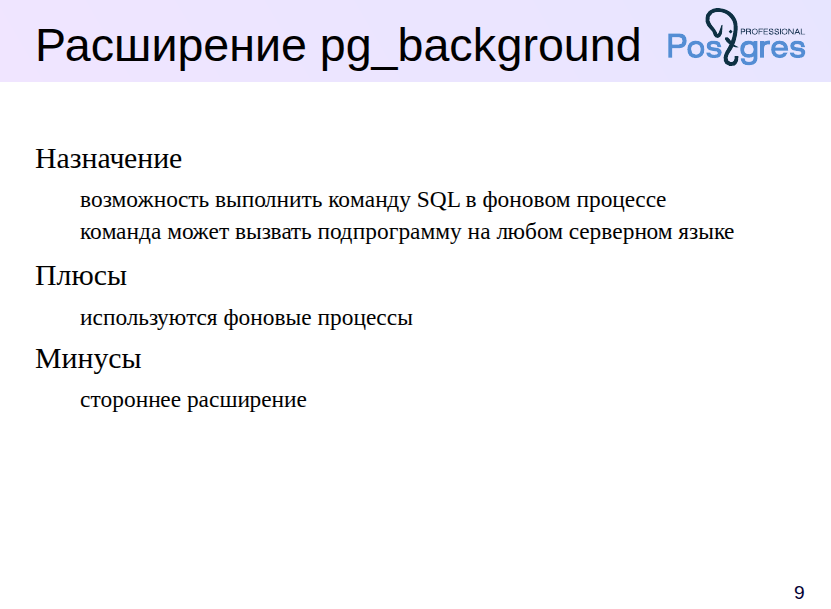 Расширение pg_background
PROFESSIONAL
Postgres
Назначение
возможность выполнить команду SQL в фоновом процессе
команда может вызвать подпрограмму на любом серверном языке
Плюсы
используются фоновые процессы
Минусы
стороннее расширение
9